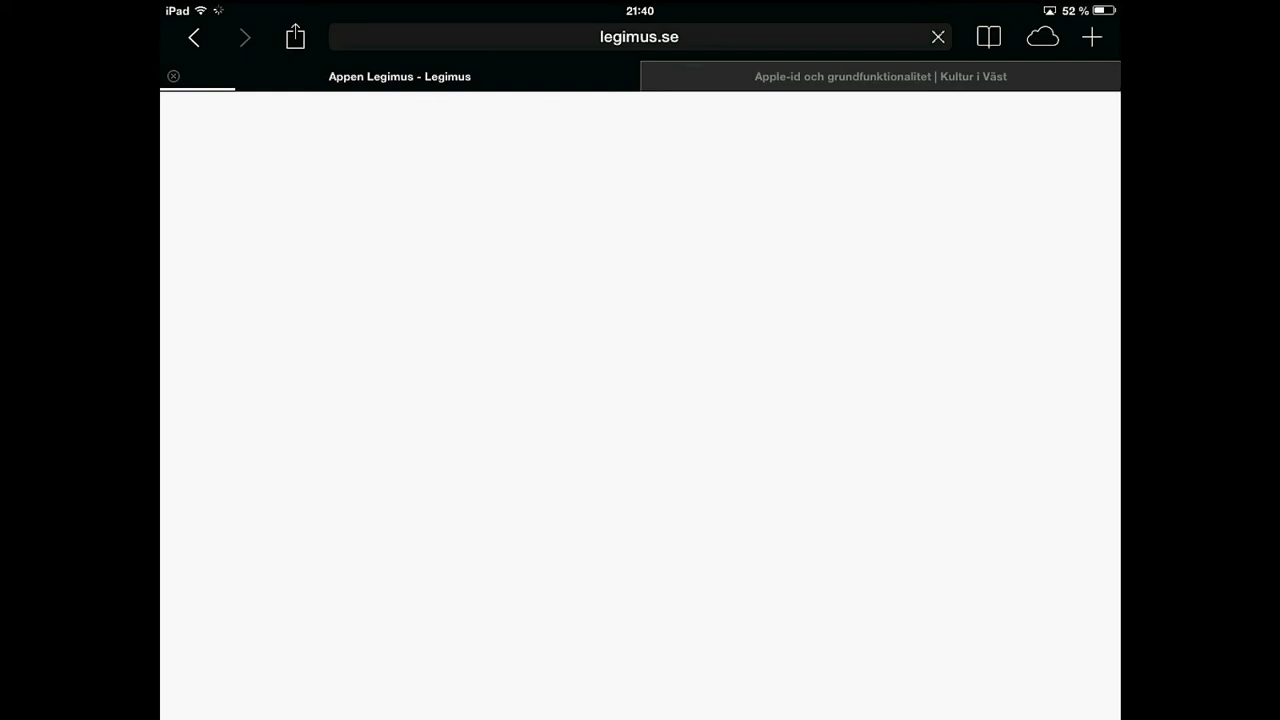 iPad 21:40 52 %
legimus.se
Appen Legimus - Legimus Apple-id och grundfunktionalitet | Kultur i Väst